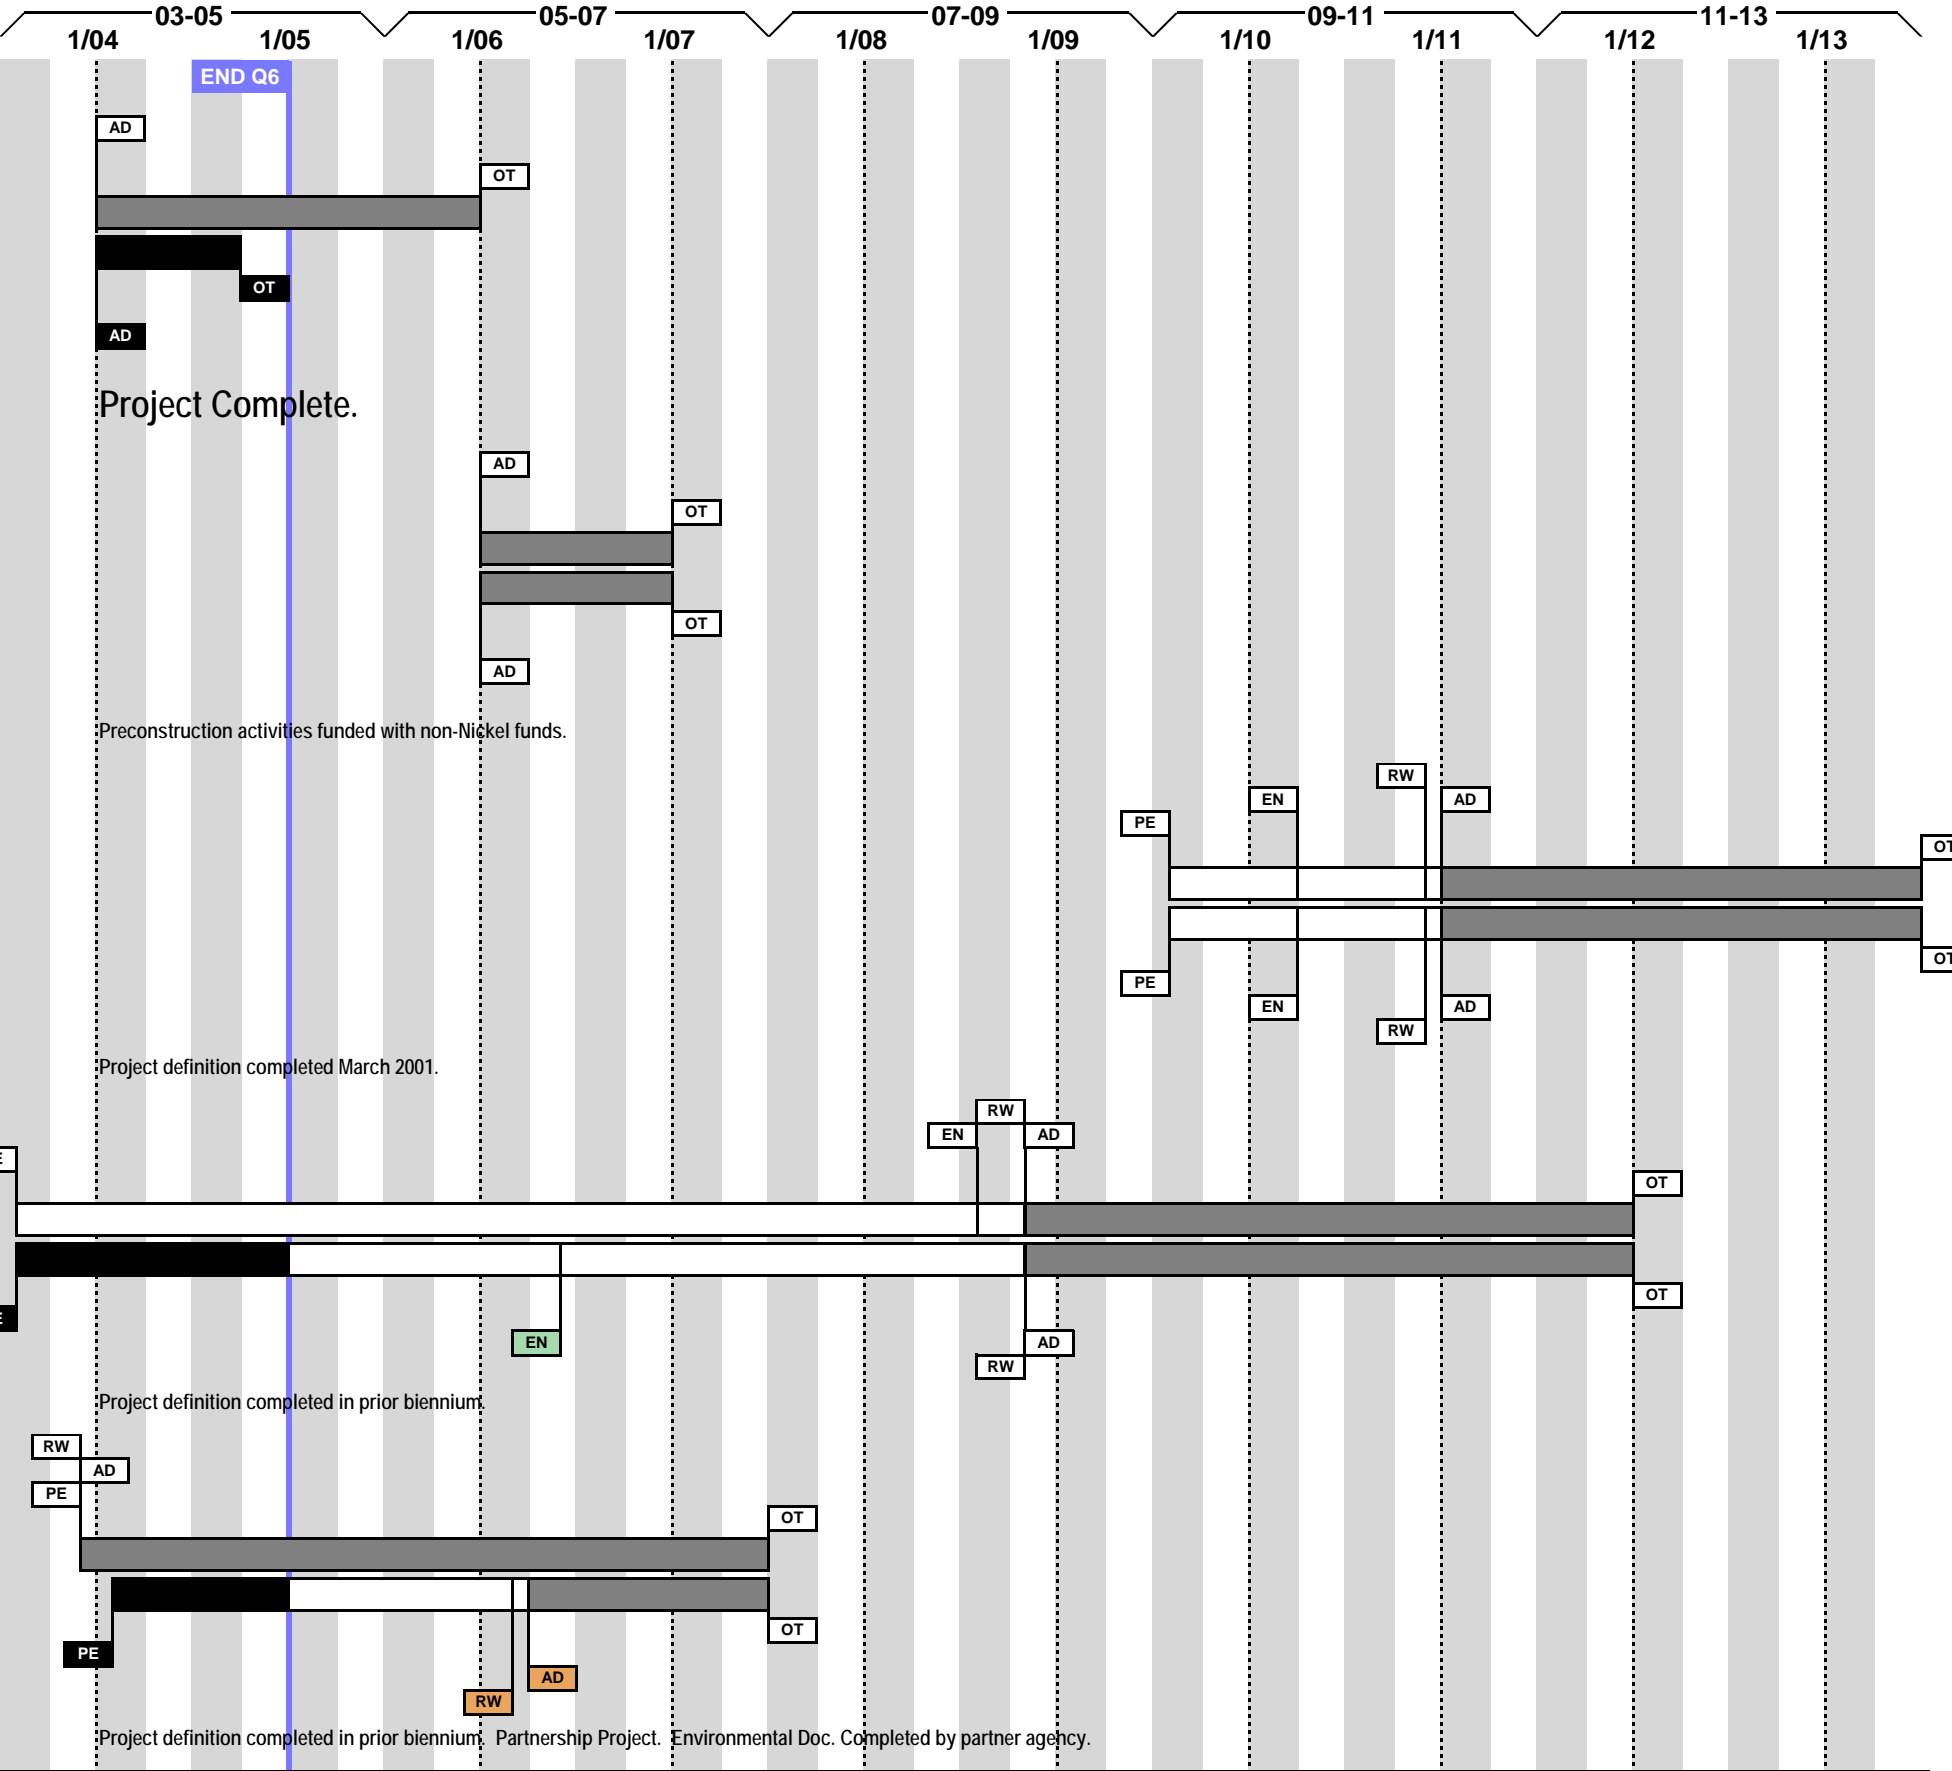 03-05 05-07 07-09 09-11 11-13
1/04 1/05 1/06 1/07 1/08 1/09 1/10 1/11 1/12 1/13
END Q6
AD
OT
OT
AD
Project Complete.
AD
OT
OT
AD
Preconstruction activities funded with non-Nickel funds.
RW
EN AD
PE
OT
OT
PE
EN AD
RW
Project definition completed March 2001.
RW
EN AD
E
OT
OT
E
EN AD
RW
Project definition completed in prior biennium.
RW
AD
PE
OT
OT
PE
AD
RW
Project definition completed in prior biennium. Partnership Project. Environmental Doc. Completed by partner agency.